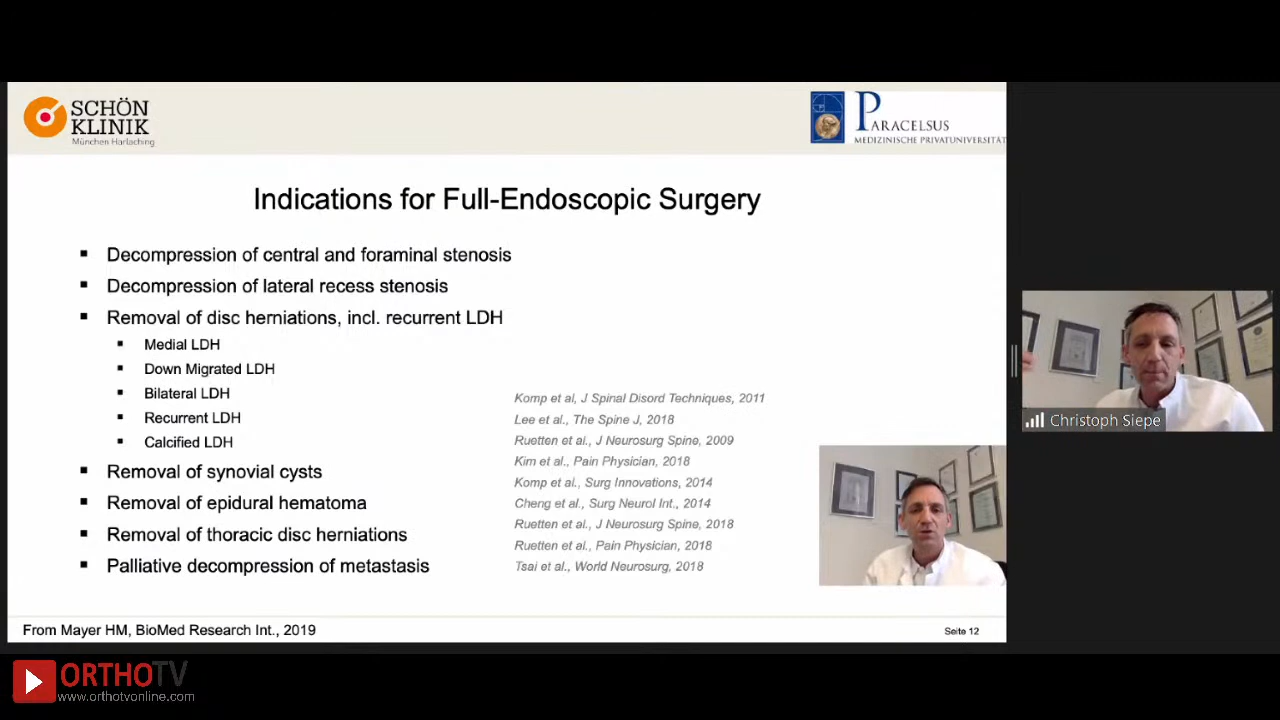 SCHÖN
KLINIK
München Harlaching
PARACELSUS
MEDIZINISCHE PRIVATUNIVERSITÄT
Indications for Full-Endoscopic Surgery
Decompression of central and foraminal stenosis
Decompression of lateral recess stenosis
Removal of disc herniations, incl. recurrent LDH
Medial LDH
Down Migrated LDH
Bilateral LDH
Recurrent LDH
Calcified LDH
Removal of synovial cysts
Removal of epidural hematoma
Removal of thoracic disc herniations
Palliative decompression of metastasis
Komp et al, J Spinal Disord Techniques, 2011
Lee et al., The Spine J, 2018
Ruetten et al., J Neurosurg Spine, 2009
Kim et al., Pain Physician, 2018
Komp et al., Surg Innovations, 2014
Cheng et al., Surg Neurol Int., 2014
Ruetten et al., J Neurosurg Spine, 2018
Ruetten et al., Pain Physician, 2018
Tsai et al., World Neurosurg, 2018
Christoph Siepe
From Mayer HM, BioMed Research Int., 2019
Seite 12
ORTHOTV
www.orthotvonline.com